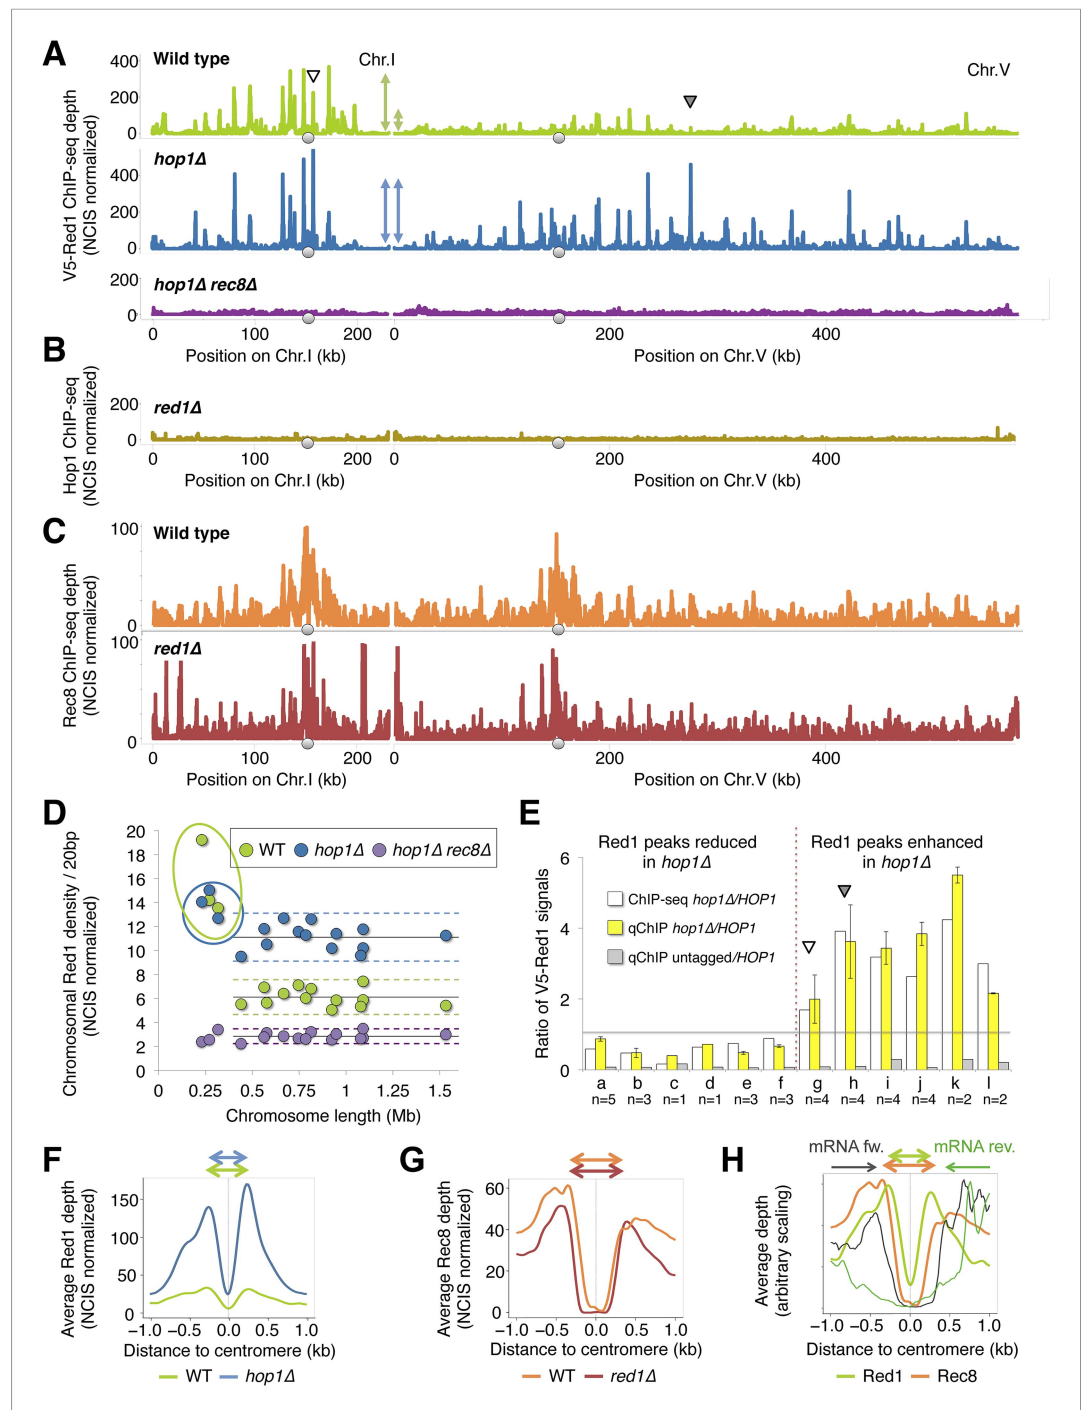 A
Wild type
Chr.I
Chr.V
400
200
0
V5-Red1 ChIP-seq depth
(NCIS normalized)
hop1Δ
400
200
0
hop1Δ rec8Δ
200
0
0 100 200 0 200 400
Position on Chr.I (kb) Position on Chr.V (kb)
B
Hop1 ChIP-seq
(NCIS normalized)
red1Δ
200
0
0 100 200 0 200 400
Position on Chr.I (kb) Position on Chr.V (kb)
C
Rec8 ChIP-seq depth
(NCIS normalized)
100
Wild type
0
100
red1Δ
0
0 100 200 0 200 400
Position on Chr.I (kb) Position on Chr.V (kb)
D
Chromosomal Red1 density / 20bp
(NCIS normalized)
20
18
16
14
12
10
8
6
4
2
0
WT hop1Δ hop1Δ rec8Δ
0 0.25 0.5 0.75 1 1.25 1.5
Chromosome length (Mb)
E
Ratio of V5-Red1 signals
6
4
2
0
Red1 peaks reduced
in hop1Δ
Red1 peaks enhanced
in hop1Δ
ChIP-seq hop1Δ/HOP1
qChIP hop1Δ/HOP1
qChIP untagged/HOP1
a b c d e f g h i j k l
n=5 n=3 n=1 n=1 n=3 n=3 n=4 n=4 n=4 n=4 n=2 n=2
F
Average Red1 depth
(NCIS normalized)
150
100
50
0
−1.0 −0.5 0.0 0.5 1.0
Distance to centromere (kb)
WT hop1Δ
G
Average Rec8 depth
(NCIS normalized)
60
40
20
0
−1.0 −0.5 0.0 0.5 1.0
Distance to centromere (kb)
WT red1Δ
H
mRNA fw. mRNA rev.
Average depth
(arbitrary scaling)
−1.0 −0.5 0.0 0.5 1.0
Distance to centromere (kb)
Red1 Rec8